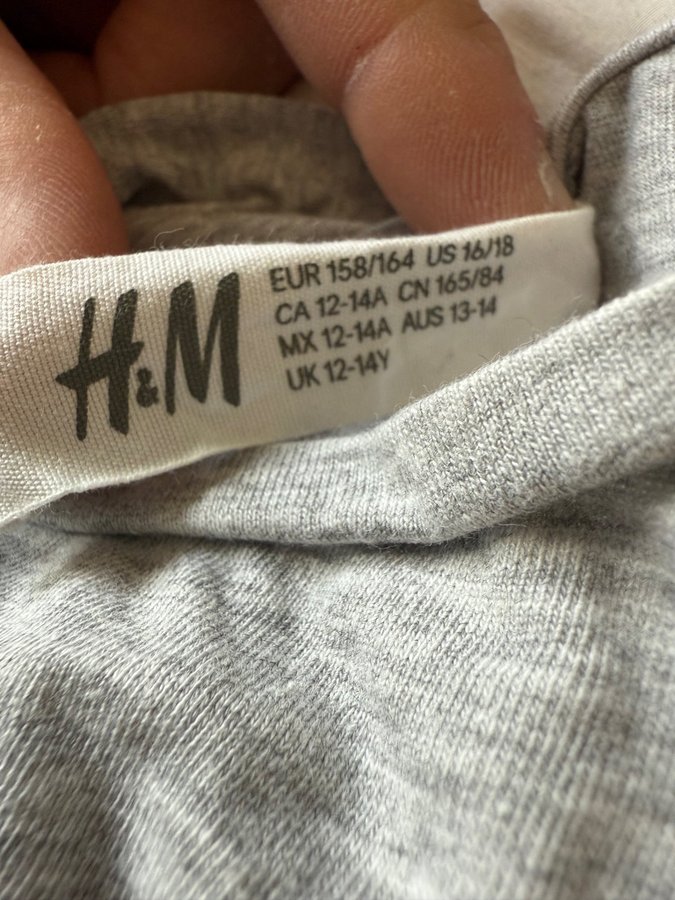 H&M
EUR 158/164 US 16/18
CA 12-14A CN 165/84
MX 12-14A AUS 13-14
UK 12-14Y